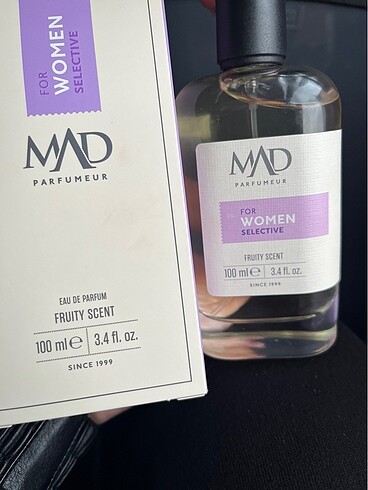 FOR
WOMEN
SELECTIVE
MAD
PARFUMEUR
EAU DE PARFUM
FRUITY SCENT
100 ml e 3.4 fl. oz.
SINCE 1999
MAD
PARFUMEUR
FOR
WOMEN
SELECTIVE
FRUITY SCENT
100 ml e 3.4 fl. oz.
SINCE 1999